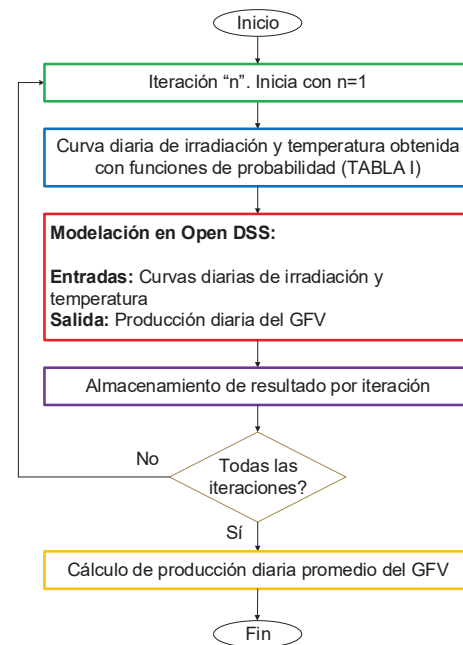 Inicio
Iteración “n”. Inicia con n=1
Curva diaria de irradiación y temperatura obtenida
con funciones de probabilidad (TABLA I)
Modelación en Open DSS:
Entradas: Curvas diarias de irradiación y
temperatura
Salida: Producción diaria del GFV
Almacenamiento de resultado por iteración
No
Todas las
iteraciones?
Sí
Cálculo de producción diaria promedio del GFV
Fin